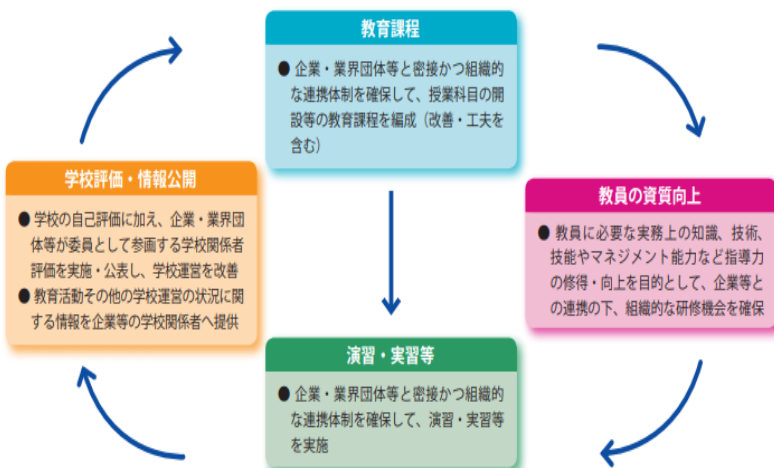 教育課程
● 企業・業界団体等と密接かつ組織的
な連携体制を確保して、授業科目の開
設等の教育課程を編成（改善・工夫を
含む）
学校評価・情報公開
● 学校の自己評価に加え、企業・業界団
体等が委員として参画する学校関係者
評価を実施・公表し、学校運営を改善
● 教育活動その他の学校運営の状況に関
する情報を企業等の学校関係者へ提供
教員の資質向上
● 教員に必要な実務上の知識、技術、
技能やマネジメント能力など指導力
の修得・向上を目的として、企業等と
の連携の下、組織的な研修機会を確保
演習・実習等
● 企業・業界団体等と密接かつ組織的
な連携体制を確保して、演習・実習等
を実施